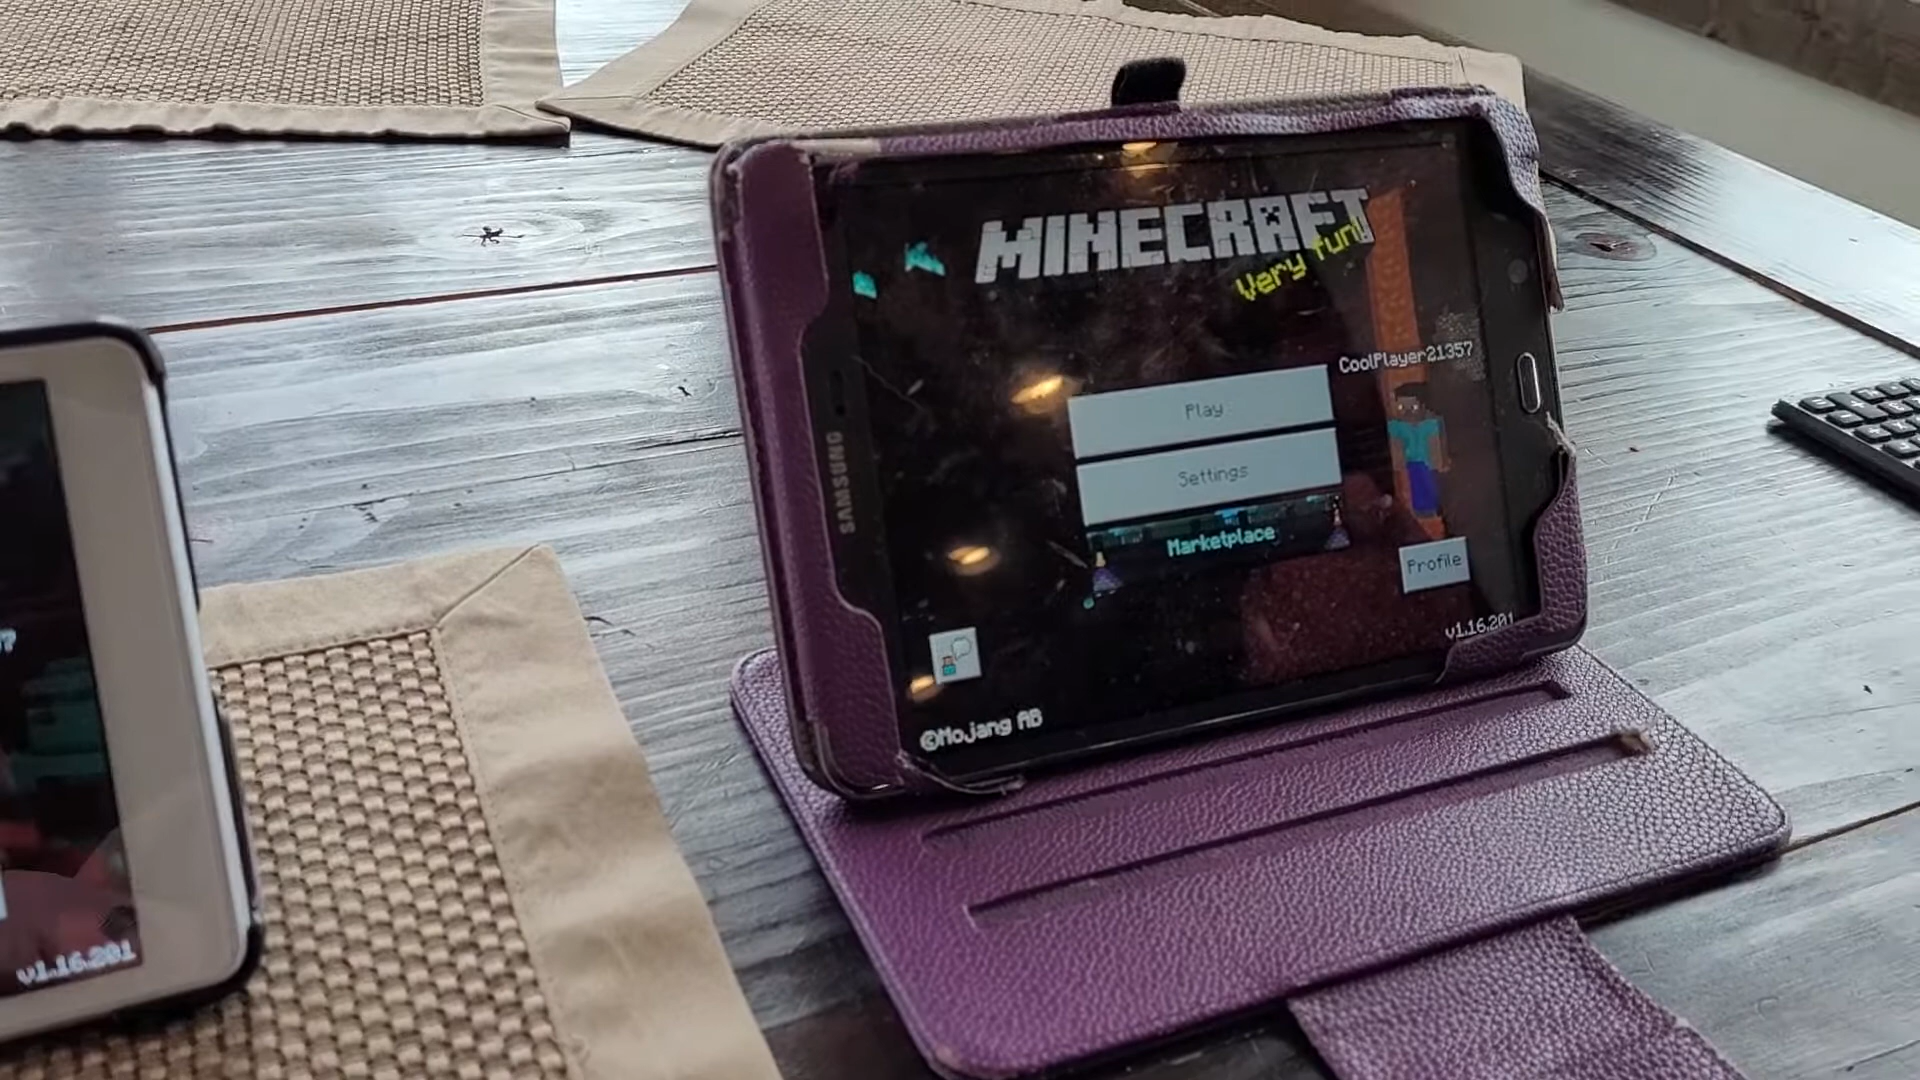 MINECRAFT
Very fun!
CoolPlayer21357
Play
Settings
Marketplace
Profile
v1.16.201
©Mojang AB
SAMSUNG
v1.16.201